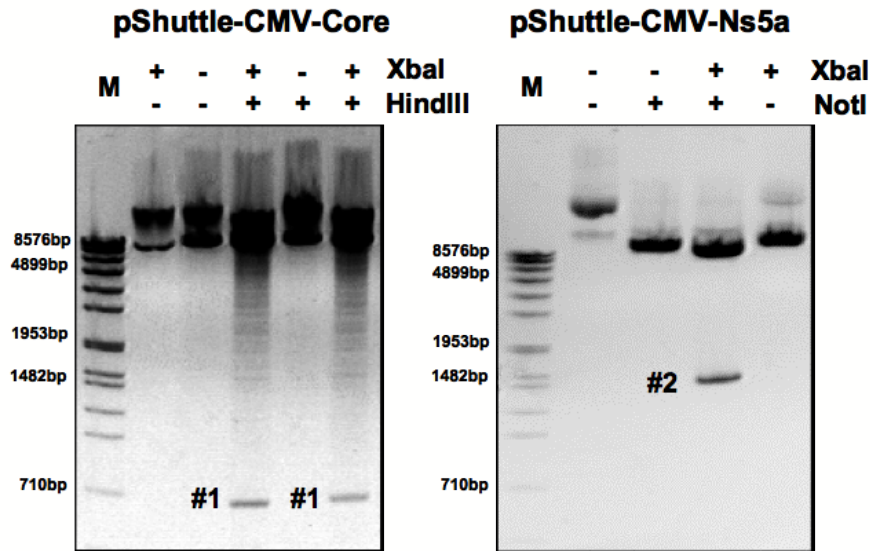 pShuttle-CMV-Core
M + - + - + XbaI
- - + + + HindIII
8576bp
4899bp
1953bp
1482bp
710bp
#1 #1
pShuttle-CMV-Ns5a
M - - + + XbaI
- + + - NotI
8576bp
4899bp
1953bp
1482bp
#2
710bp